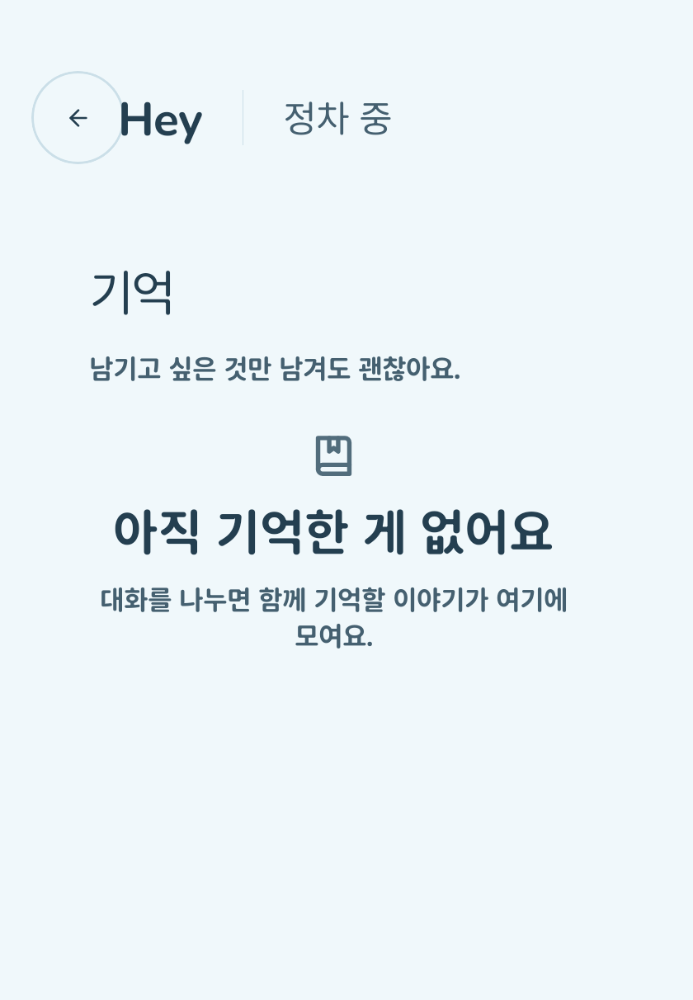 Hey
정차 중
기억
남기고 싶은 것만 남겨도 괜찮아요.
아직 기억한 게 없어요
대화를 나누면 함께 기억할 이야기가 여기에
모여요.